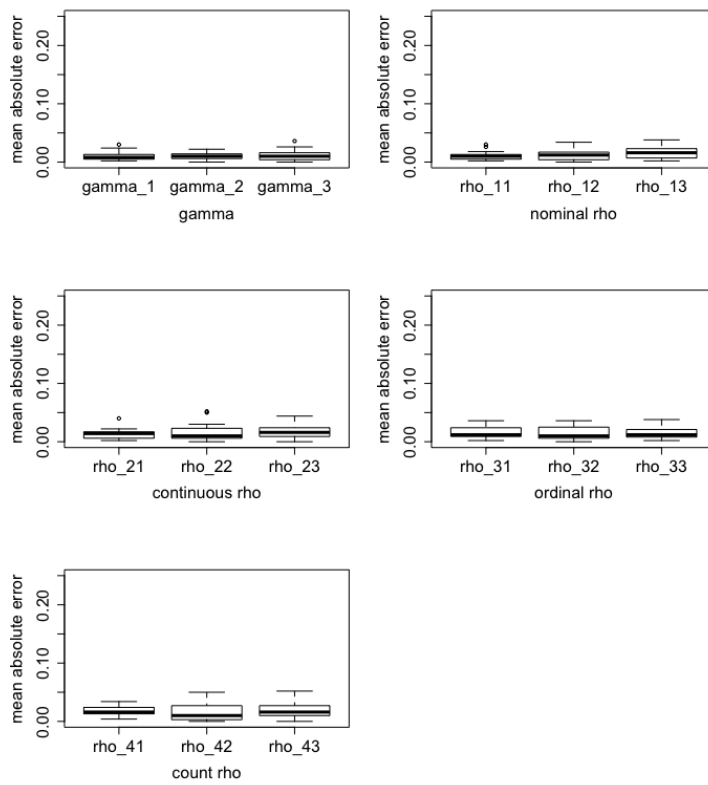 mean absolute error
0.00 0.10 0.20
gamma_1 gamma_2 gamma_3
gamma
mean absolute error
0.00 0.10 0.20
rho_11 rho_12 rho_13
nominal rho
mean absolute error
0.00 0.10 0.20
rho_21 rho_22 rho_23
continuous rho
mean absolute error
0.00 0.10 0.20
rho_31 rho_32 rho_33
ordinal rho
mean absolute error
0.00 0.10 0.20
rho_41 rho_42 rho_43
count rho